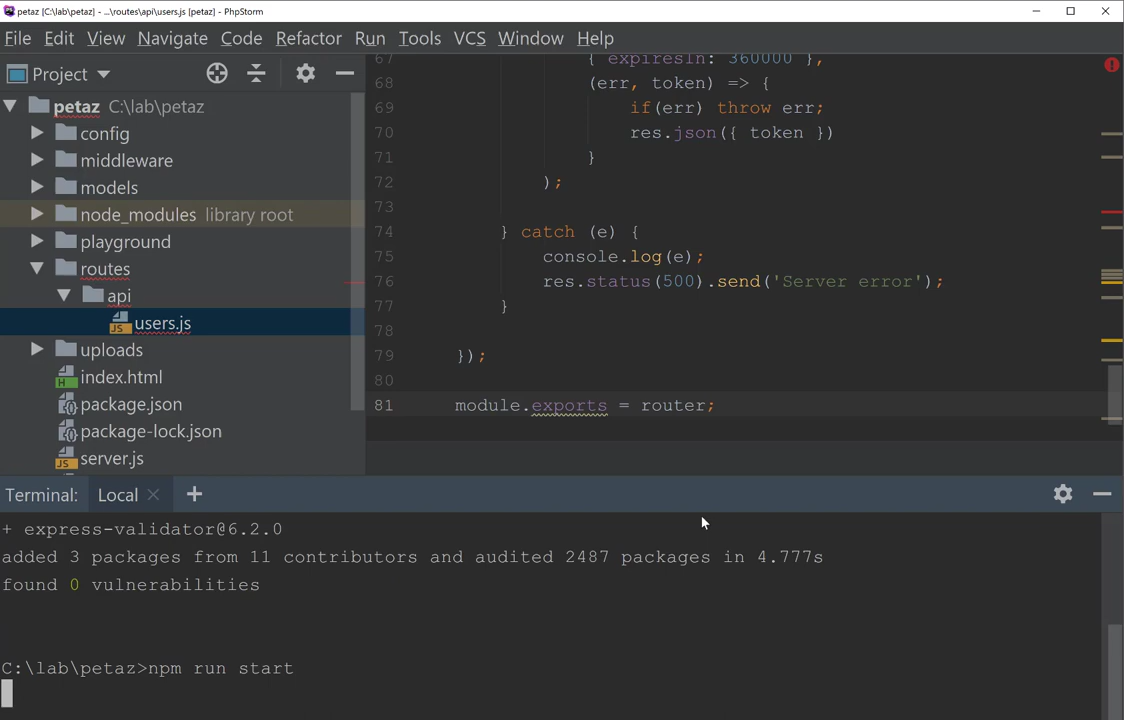 petaz [C:\lab\petaz] - ...\routes\api\users.js [petaz] - PhpStorm
File Edit View Navigate Code Refactor Run Tools VCS Window Help
Project
petaz C:\lab\petaz
config
middleware
models
node_modules library root
playground
routes
api
JS users.js
uploads
H index.html
package.json
package-lock.json
JS server.js
67 { expiresIn: 360000 },
68 (err, token) => {
69 if(err) throw err;
70 res.json({ token })
71 }
72 );
73
74 } catch (e) {
75 console.log(e);
76 res.status(500).send('Server error');
77 }
78
79 });
80
81 module.exports = router;
Terminal: Local
+ express-validator@6.2.0
added 3 packages from 11 contributors and audited 2487 packages in 4.777s
found 0 vulnerabilities
C:\lab\petaz>npm run start